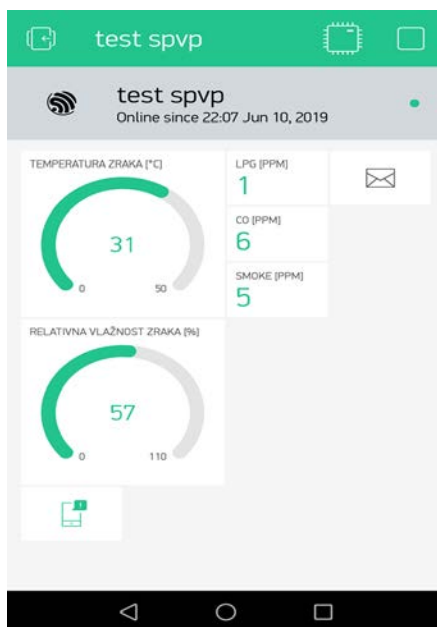 test spvp
test spvp
Online since 22:07 Jun 10, 2019
TEMPERATURA ZRAKA [°C]
31
0 50
LPG [PPM]
1
CO [PPM]
6
SMOKE [PPM]
5
RELATIVNA VLAŽNOST ZRAKA [%]
57
0 110
1